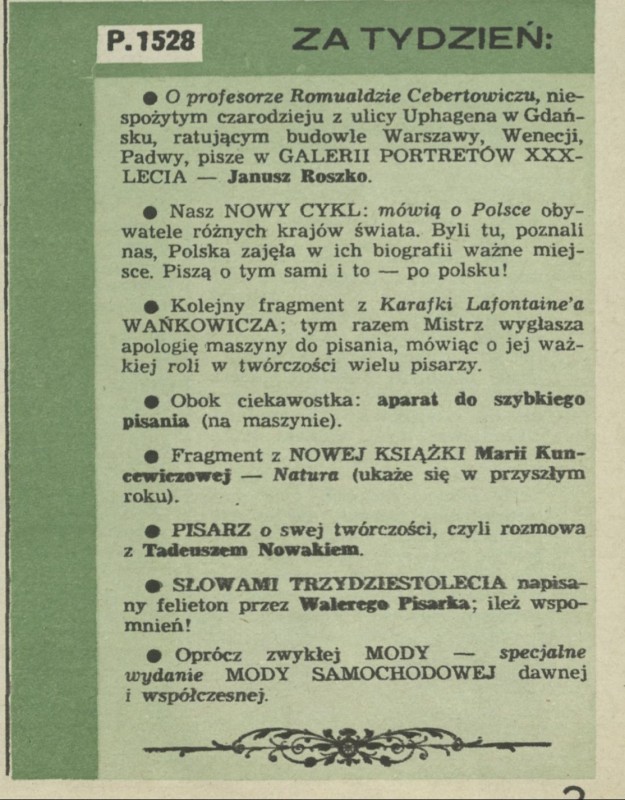 P.1528
ZA TYDZIEŃ:
● O profesorze Romualdzie Cebertowiczu, nie-
spożytym czarodzieju z ulicy Uphagena w Gdań-
sku, ratującym budowle Warszawy, Wenecji,
Padwy, pisze w GALERII PORTRETÓW XXX-
LECIA — Janusz Roszko.
● Nasz NOWY CYKL: mówią o Polsce oby-
watele różnych krajów świata. Byli tu, poznali
nas, Polska zajęła w ich biografii ważne miej-
sce. Piszą o tym sami i to — po polsku!
● Kolejny fragment z Karafki Lafontaine'a
WAŃKOWICZA; tym razem Mistrz wygłasza
apologię maszyny do pisania, mówiąc o jej waż-
kiej roli w twórczości wielu pisarzy.
● Obok ciekawostka: aparat do szybkiego
pisania (na maszynie).
● Fragment z NOWEJ KSIĄŻKI Marii Kun-
cewiczowej — Natura (ukaże się w przyszłym
roku).
● PISARZ o swej twórczości, czyli rozmowa
z Tadeuszem Nowakiem.
● SŁOWAMI TRZYDZIESTOLECIA napisa-
ny felieton przez Walerego Pisarka; ileż wspo-
mnień!
● Oprócz zwykłej MODY — specjalne
wydanie MODY SAMOCHODOWEJ dawnej
i współczesnej.